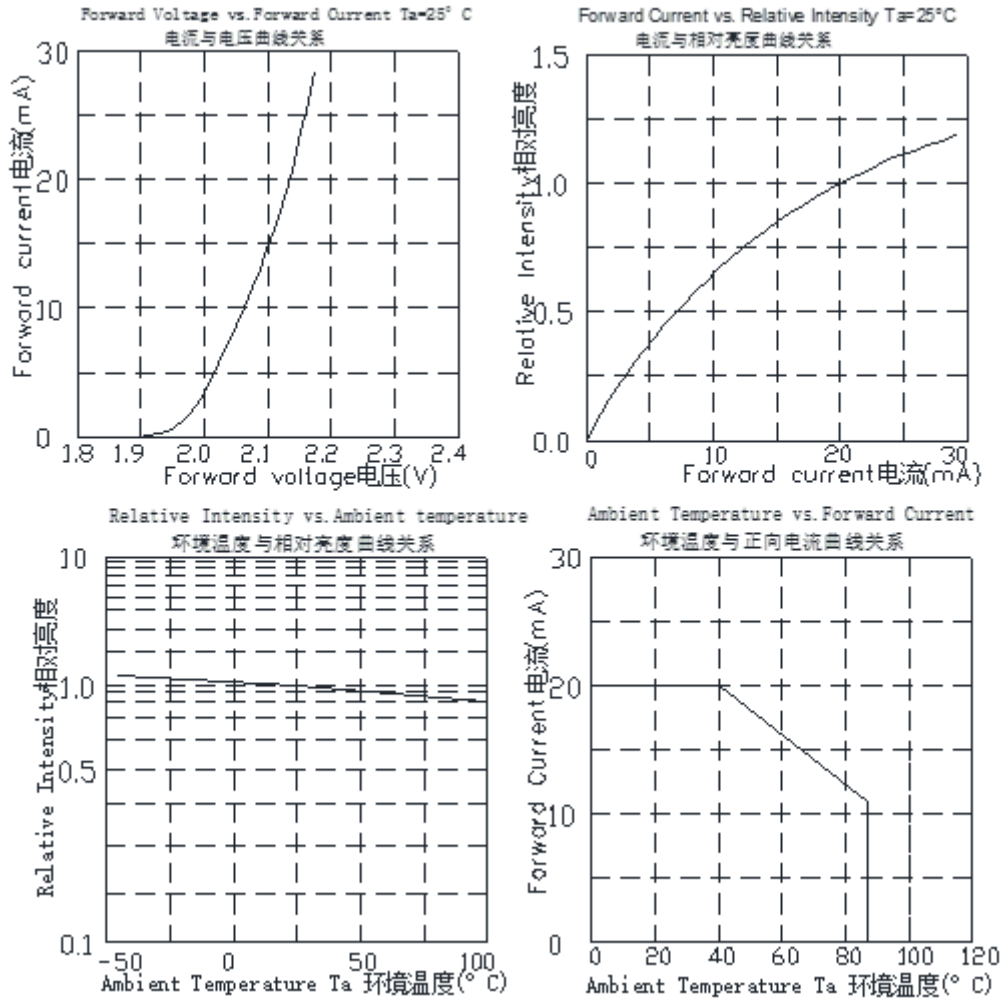 Forward Voltage vs.Forward Current Ta=25° C
电流与电压曲线关系
Forward current电流(mA)
30
20
10
0
1.8 1.9 2.0 2.1 2.2 2.3 2.4
Forward voltage电压(V)
Forward Current vs. Relative Intensity Ta=25°C
电流与相对亮度曲线关系
Relative Intensity相对亮度
1.5
1.0
0.5
0.0
0 10 20 30
Forward current电流(mA)
Relative Intensity vs.Ambient temperature
环境温度与相对亮度曲线关系
Relative Intensity相对亮度
10
1.0
0.5
0.1
-50 0 50 100
Ambient Temperature Ta 环境温度(° C)
Ambient Temperature vs.Forward Current
环境温度与正向电流曲线关系
Forward Current电流(mA)
30
20
10
0
0 20 40 60 80 100 120
Ambient Temperature Ta 环境温度(° C)